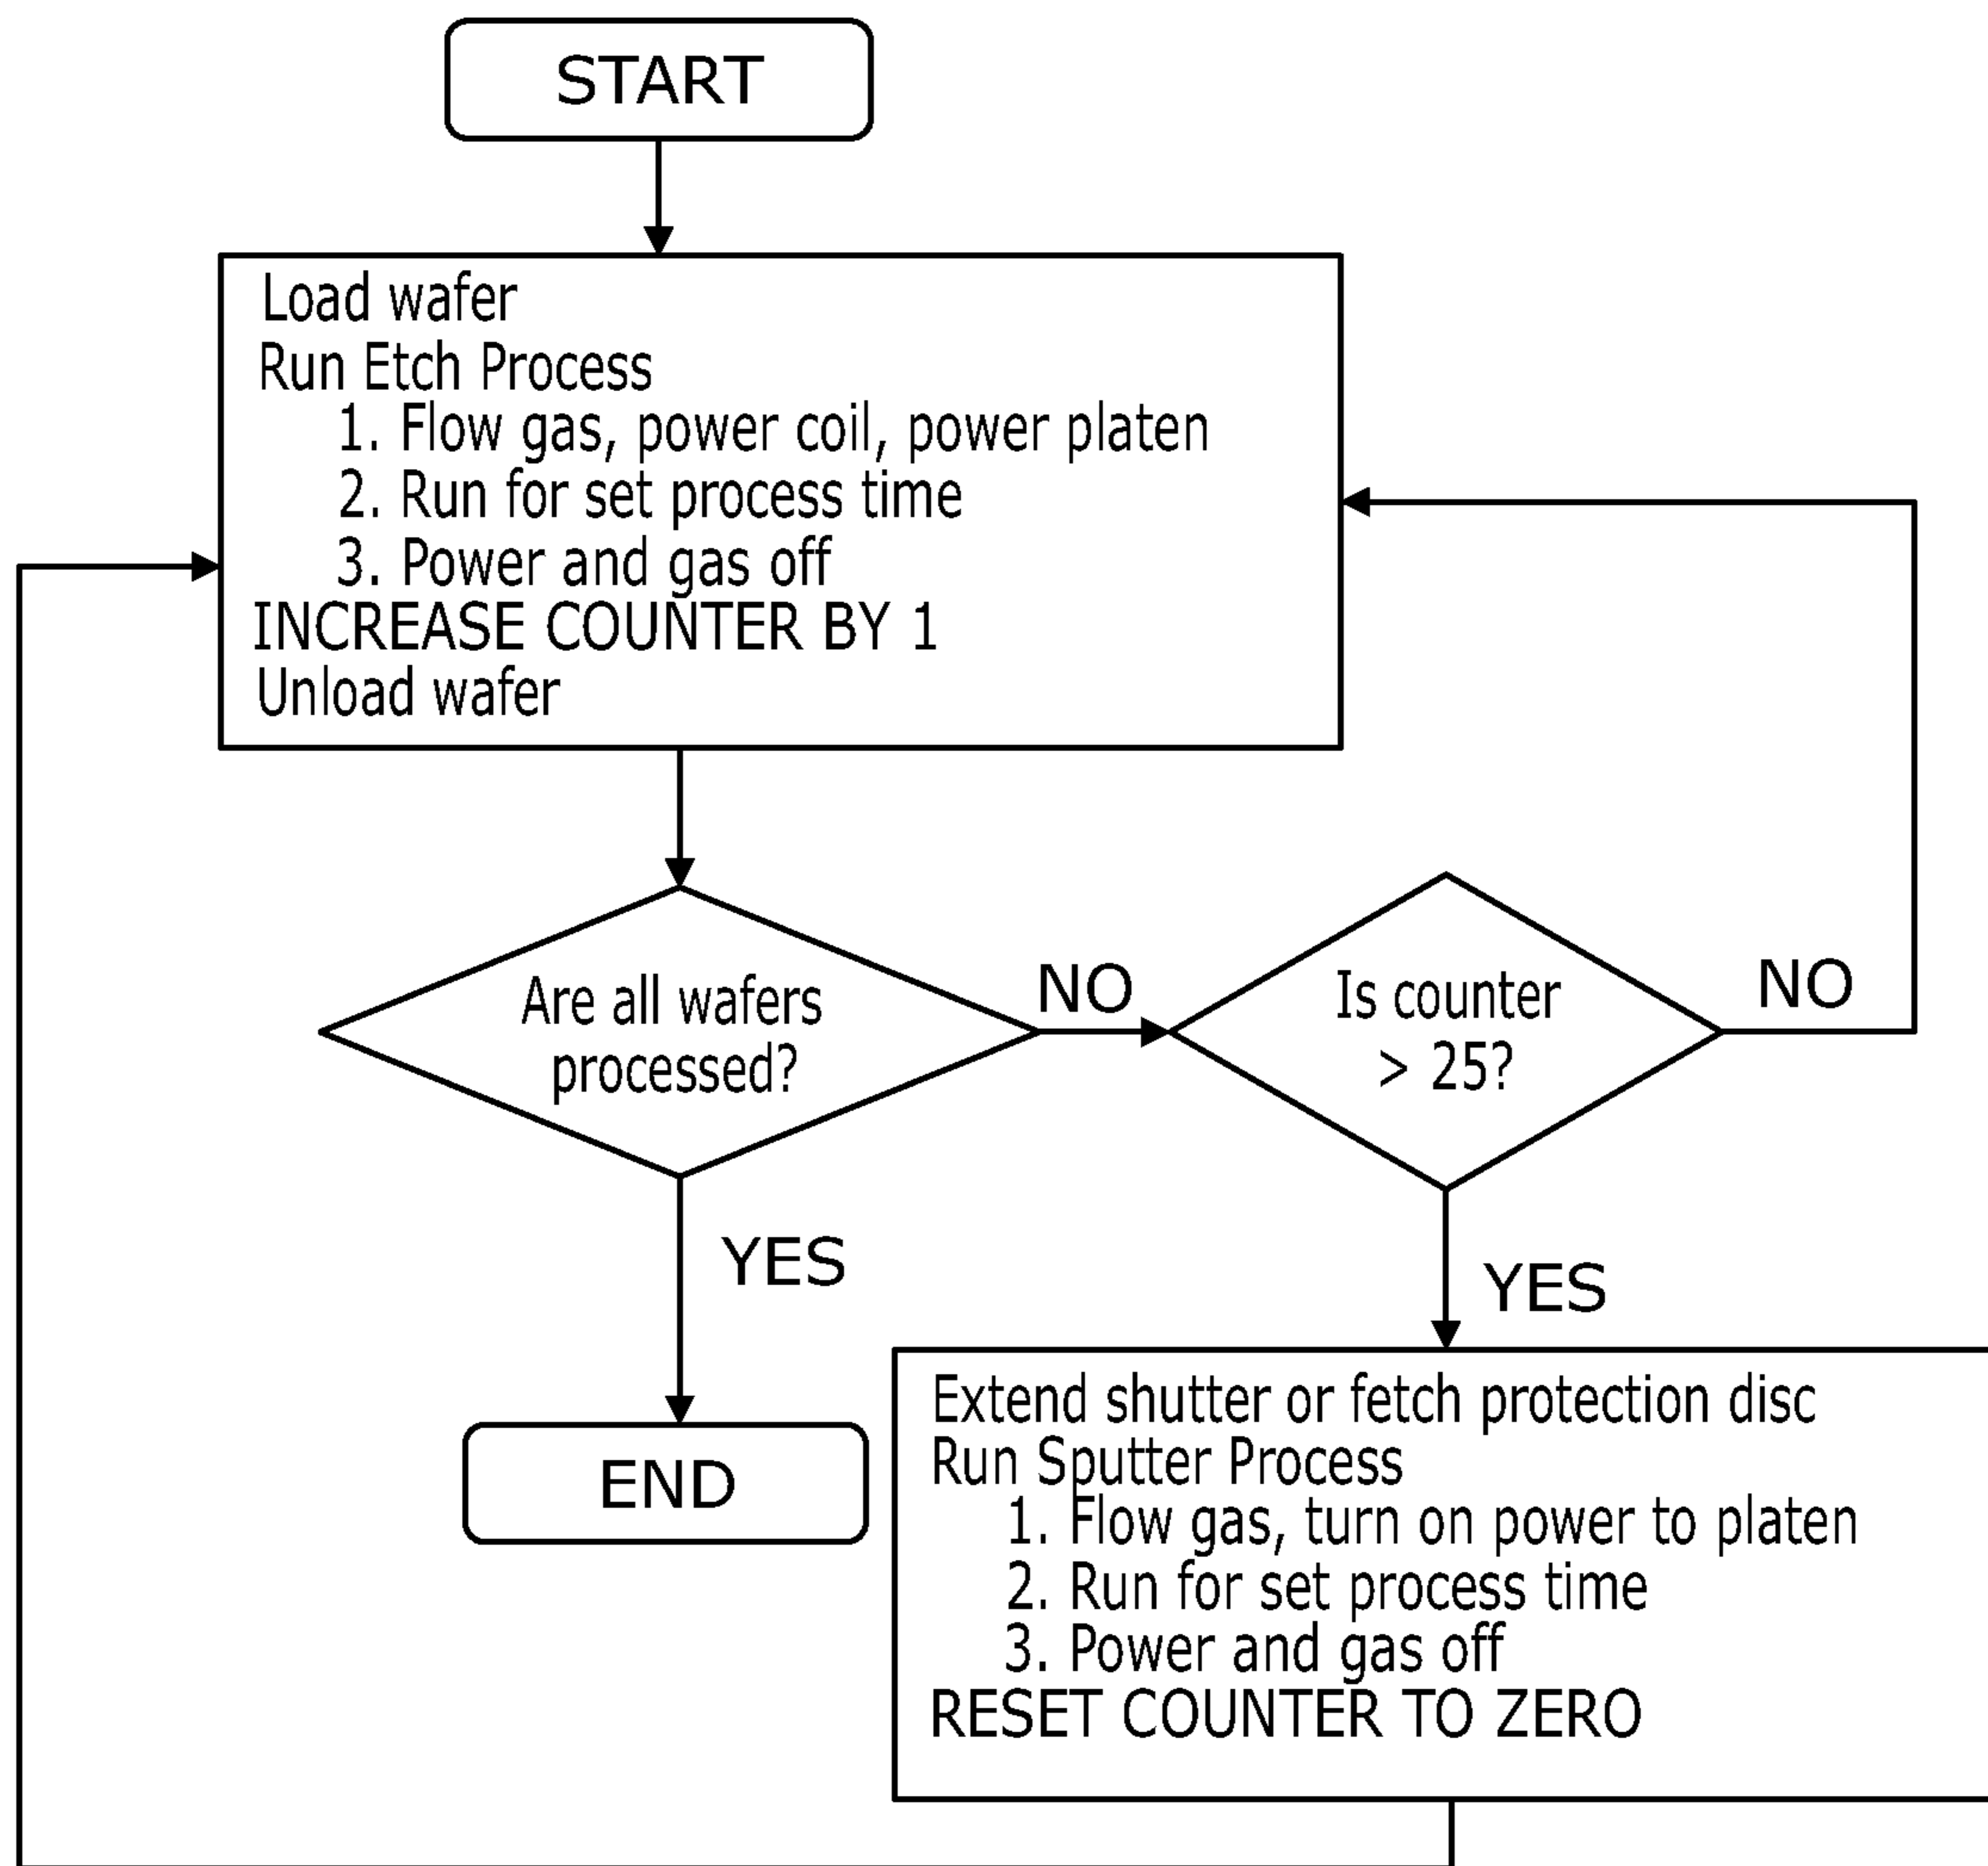 START
Load wafer
Run Etch Process
1. Flow gas, power coil, power platen
2. Run for set process time
3. Power and gas off
INCREASE COUNTER BY 1
Unload wafer
Are all wafers
processed?
NO
Is counter
> 25?
NO
YES
END
YES
Extend shutter or fetch protection disc
Run Sputter Process
1. Flow gas, turn on power to platen
2. Run for set process time
3. Power and gas off
RESET COUNTER TO ZERO